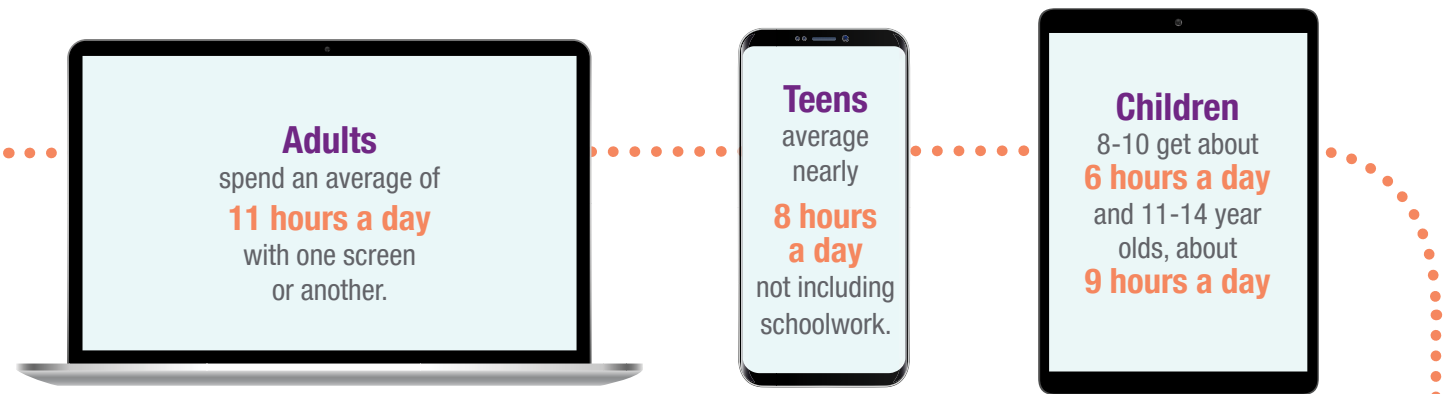 Adults
spend an average of
11 hours a day
with one screen
or another.
Teens
average
nearly
8 hours
a day
not including
schoolwork.
Children
8-10 get about
6 hours a day
and 11-14 year
olds, about
9 hours a day